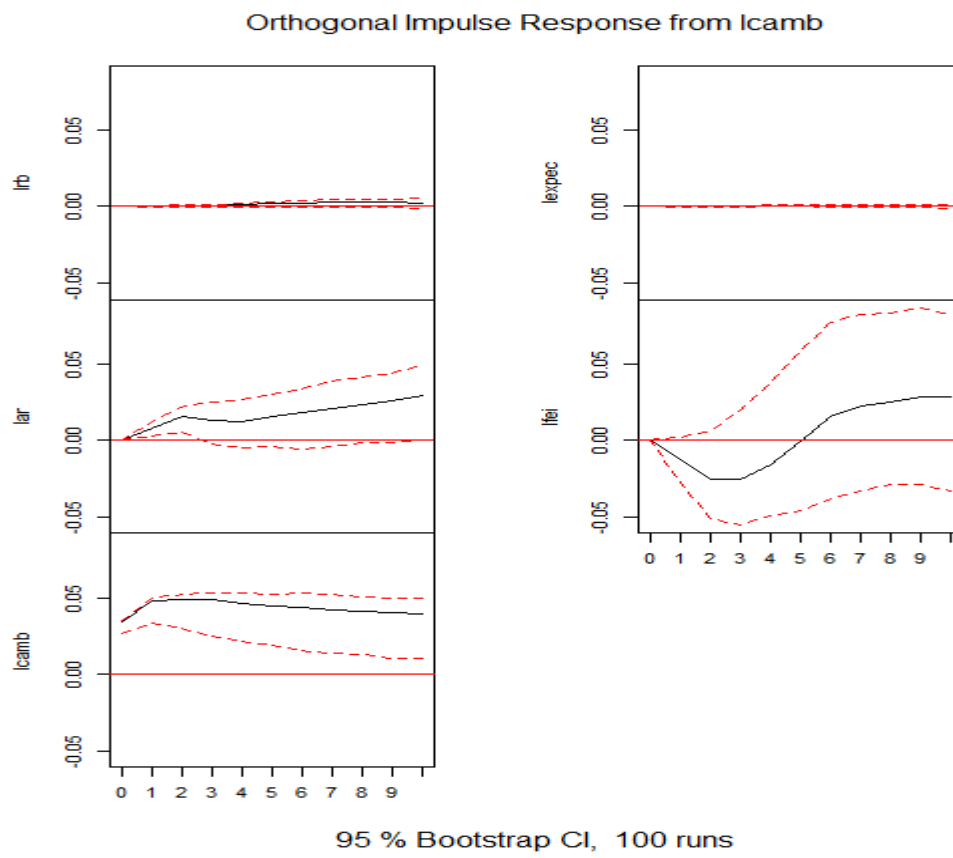 Orthogonal Impulse Response from lcamb
lrb
0.05
0.00
-0.05
lexpec
0.05
0.00
-0.05
lar
0.05
0.00
-0.05
lfei
0.05
0.00
-0.05
0 1 2 3 4 5 6 7 8 9
lcamb
0.05
0.00
-0.05
0 1 2 3 4 5 6 7 8 9
95 % Bootstrap CI, 100 runs